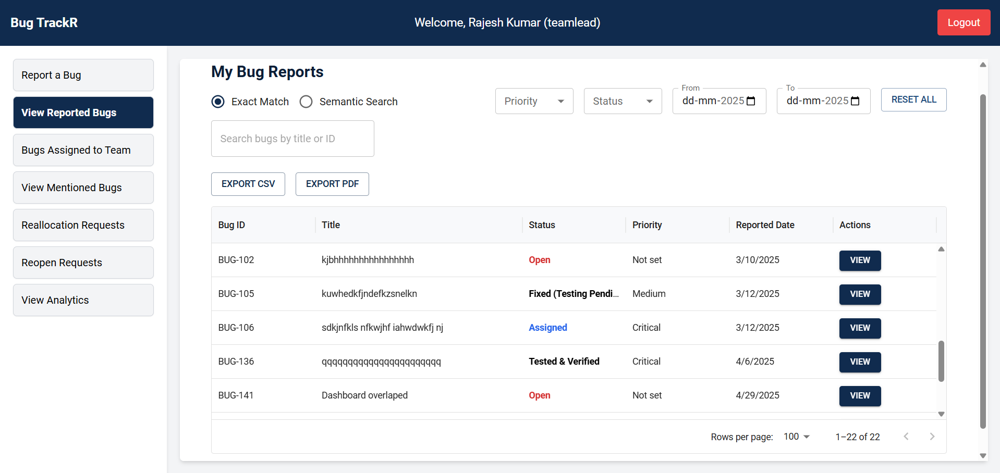 Bug TrackR
Welcome, Rajesh Kumar (teamlead)
Logout
Report a Bug
View Reported Bugs
Bugs Assigned to Team
View Mentioned Bugs
Reallocation Requests
Reopen Requests
View Analytics
My Bug Reports
Exact Match Semantic Search
Priority
Status
From
dd-mm-2025
To
dd-mm-2025
RESET ALL
Search bugs by title or ID
EXPORT CSV EXPORT PDF
Bug ID Title Status Priority Reported Date Actions
BUG-102 kjbhhhhhhhhhhhhhhhh Open Not set 3/10/2025 VIEW
BUG-105 kuwhedkfjndefkzsnelkn Fixed (Testing Pendi... Medium 3/12/2025 VIEW
BUG-106 sdkjnfkls nfkwjhf iahwdwkfj nj Assigned Critical 3/12/2025 VIEW
BUG-136 qqqqqqqqqqqqqqqqqqqqqqq Tested & Verified Critical 4/6/2025 VIEW
BUG-141 Dashboard overlaped Open Not set 4/29/2025 VIEW
Rows per page: 100 1–22 of 22